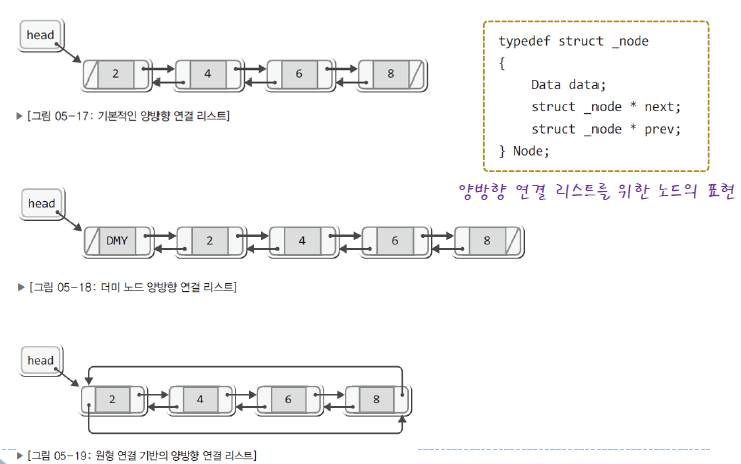 head
2 4 6 8
▶ [그림 05-17: 기본적인 양방향 연결 리스트]
typedef struct _node
{
Data data;
struct _node * next;
struct _node * prev;
} Node;
양방향 연결 리스트를 위한 노드의 표현
head
DMY 2 4 6 8
▶ [그림 05-18: 더미 노드 양방향 연결 리스트]
head
2 4 6 8
▶ [그림 05-19: 원형 연결 기반의 양방향 연결 리스트]